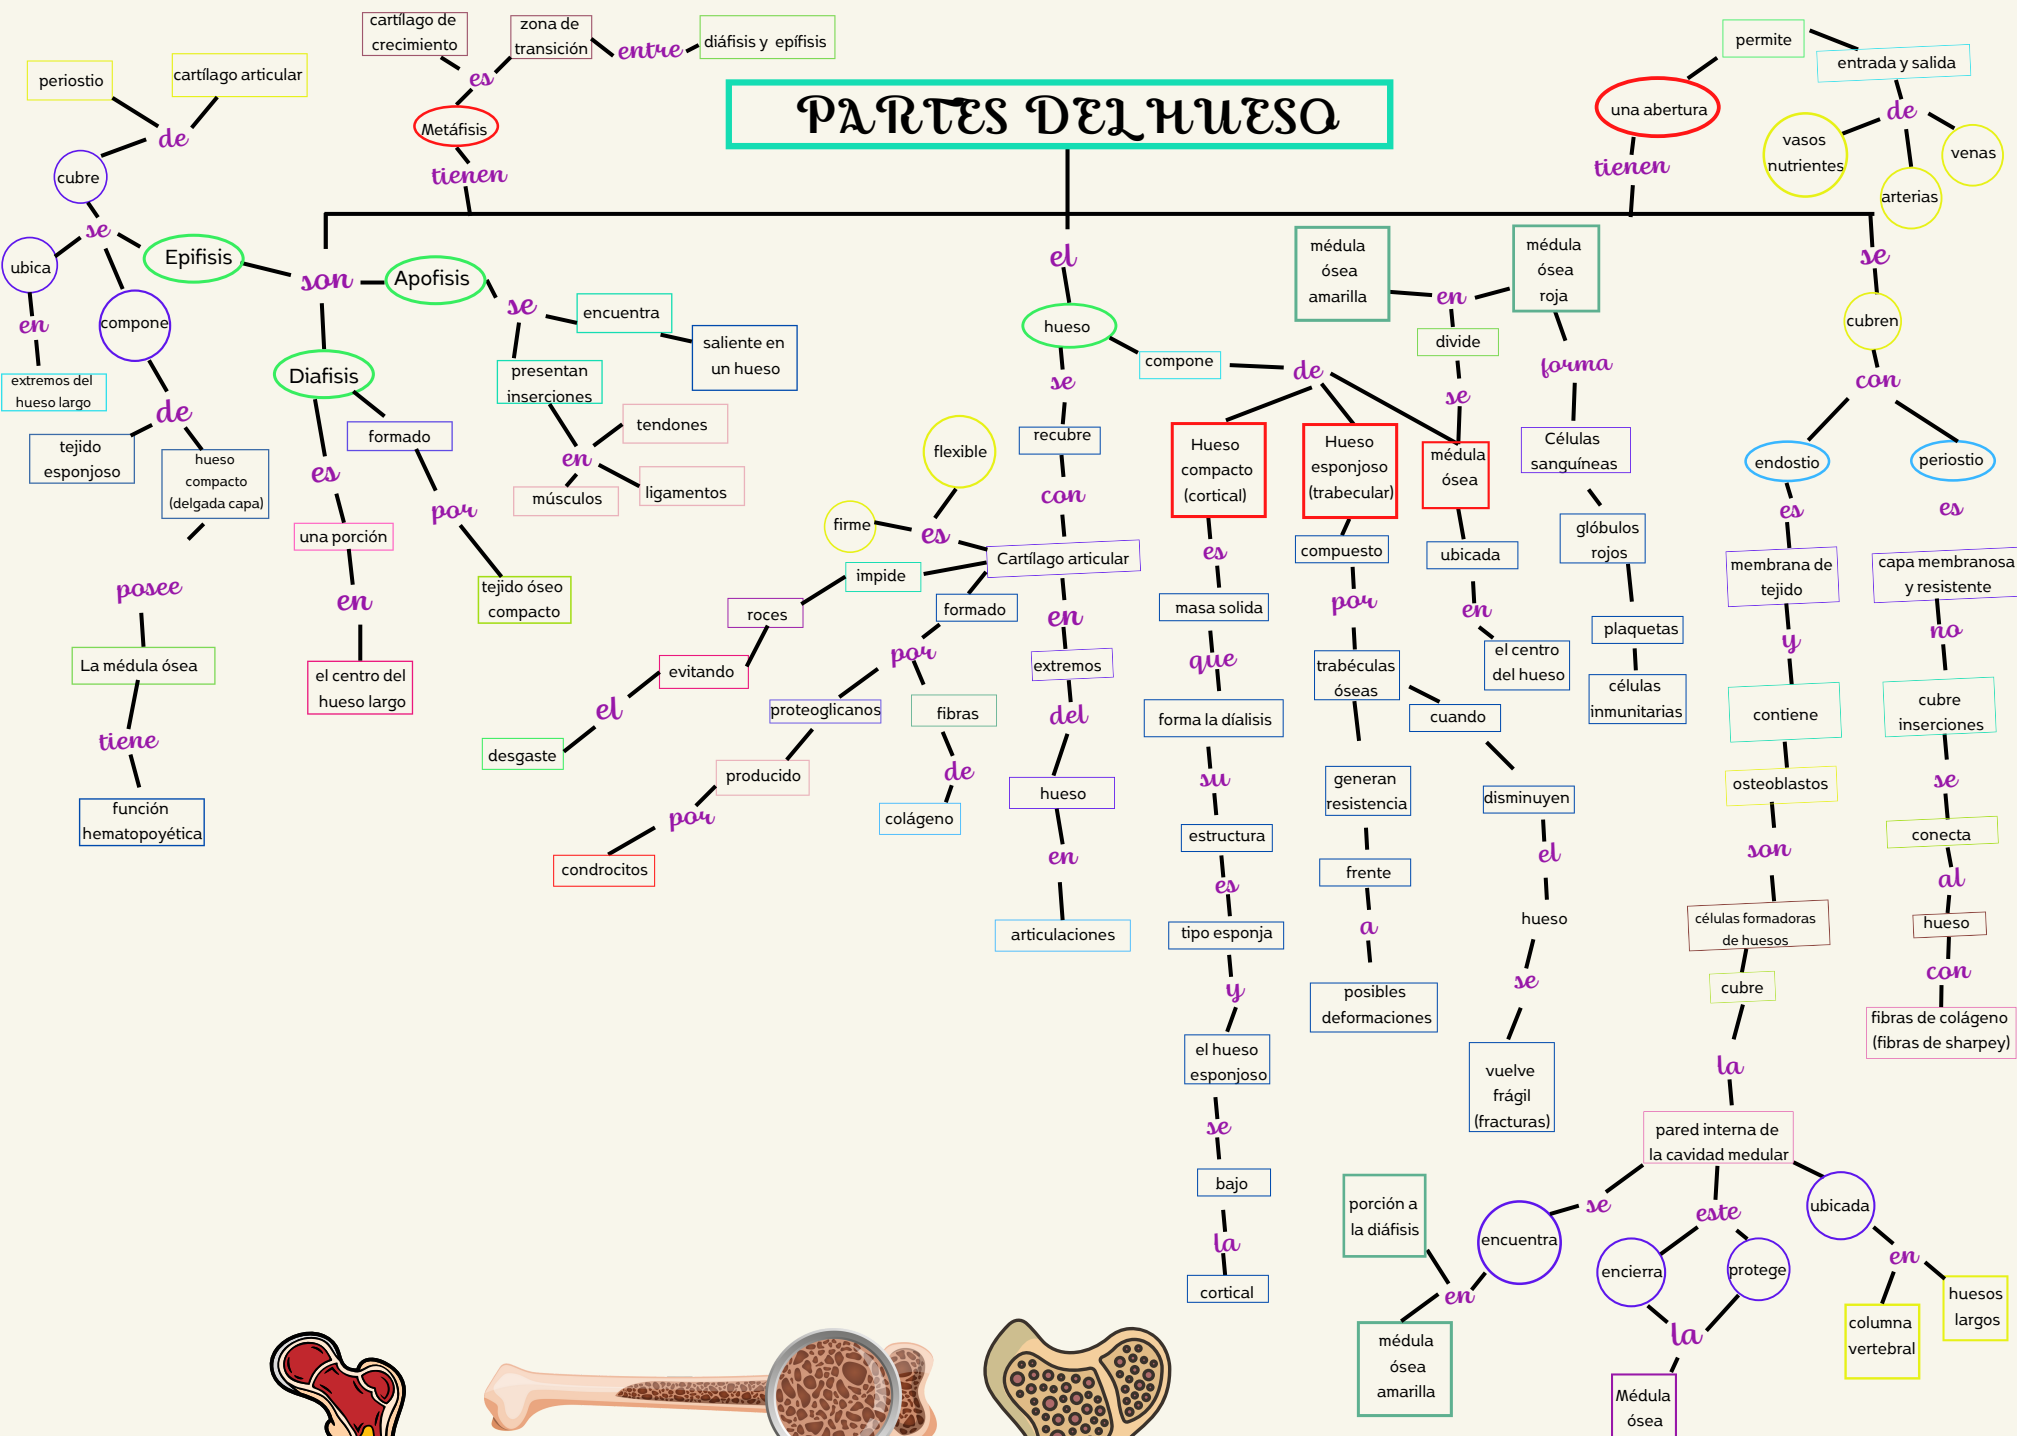 PARTES DEL HUESO
cartílago de
crecimiento
zona de
transición
entre
diáfisis y epífisis
es
Metáfisis
tienen
periostio
cartílago articular
de
cubre
se
ubica
en
extremos del
hueso largo
compone
de
tejido
esponjoso
hueso
compacto
(delgada capa)
posee
La médula ósea
tiene
función
hematopoyética
Epifisis
son
Apofisis
se
encuentra
saliente en
un hueso
presentan
inserciones
en
tendones
músculos
ligamentos
Diafisis
es
una porción
en
el centro del
hueso largo
formado
por
tejido óseo
compacto
el
hueso
se
recubre
con
Cartílago articular
es
flexible
firme
impide
roces
evitando
el
desgaste
formado
por
proteoglicanos
producido
por
condrocitos
fibras
de
colágeno
en
extremos
del
hueso
en
articulaciones
compone
de
Hueso
compacto
(cortical)
es
masa solida
que
forma la díalisis
su
estructura
es
tipo esponja
y
el hueso
esponjoso
se
bajo
la
cortical
Hueso
esponjoso
(trabecular)
compuesto
por
trabéculas
óseas
generan
resistencia
frente
a
posibles
deformaciones
cuando
disminuyen
el
hueso
se
vuelve
frágil
(fracturas)
médula
ósea
ubicada
en
el centro
del hueso
se
divide
en
médula
ósea
amarilla
médula
ósea
roja
forma
Células
sanguíneas
glóbulos
rojos
plaquetas
células
inmunitarias
tienen
una abertura
permite
entrada y salida
de
vasos
nutrientes
arterias
venas
se
cubren
con
endostio
es
membrana de
tejido
y
contiene
osteoblastos
son
células formadoras
de huesos
cubre
la
pared interna de
la cavidad medular
se
encuentra
en
porción a
la diáfisis
médula
ósea
amarilla
este
encierra
protege
la
Médula
ósea
ubicada
en
columna
vertebral
huesos
largos
periostio
es
capa membranosa
y resistente
no
cubre
inserciones
se
conecta
al
hueso
con
fibras de colágeno
(fibras de sharpey)